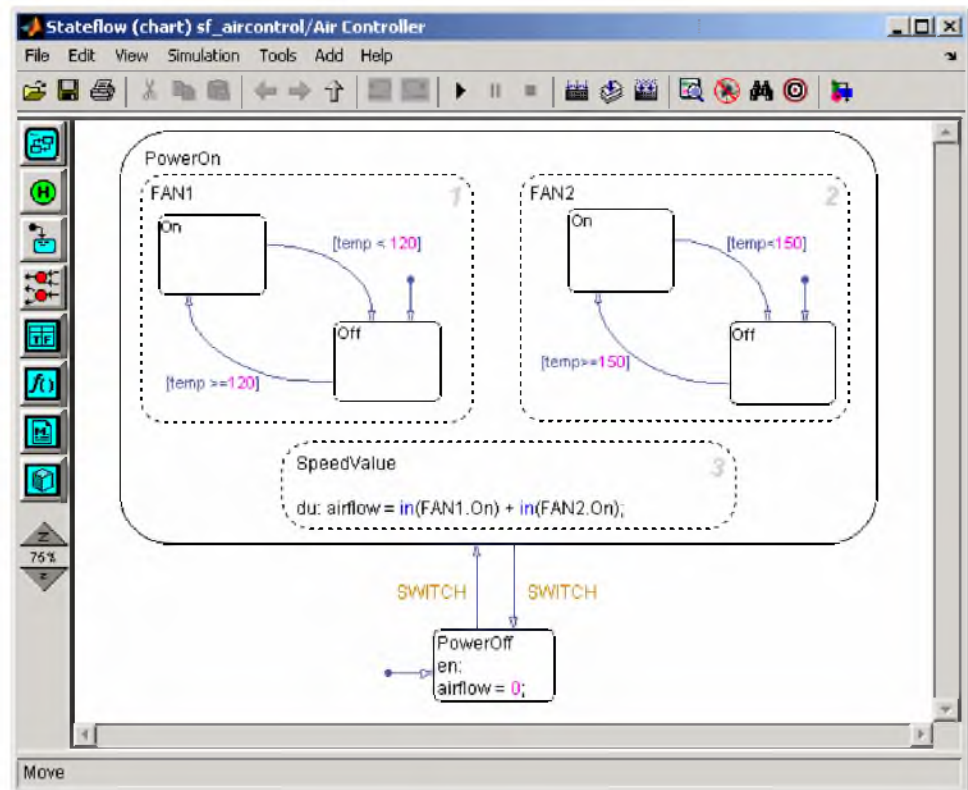 Stateflow (chart) sf_aircontrol/Air Controller
File Edit View Simulation Tools Add Help
PowerOn
FAN1 1
On
[temp < 120]
Off
[temp >=120]
FAN2 2
On
[temp<150]
Off
[temp>=150]
SpeedValue 3
du: airflow = in(FAN1.On) + in(FAN2.On);
SWITCH SWITCH
PowerOff
en:
airflow = 0;
H
TF
f()
M
Z
75%
z
Move